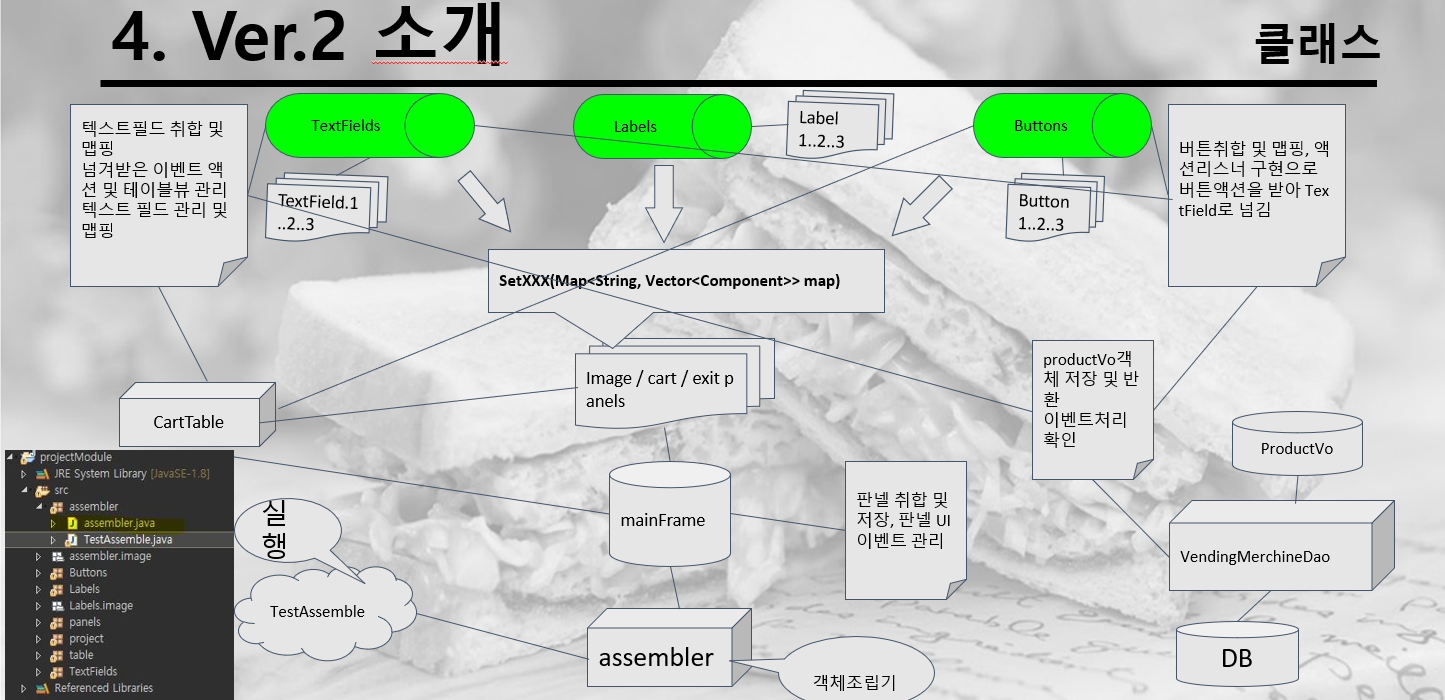 4. Ver.2 소개
클래스
텍스트필드 취합 및
맵핑
넘겨받은 이벤트 액
션 및 테이블뷰 관리
텍스트 필드 관리 및
맵핑
TextFields
TextField.1
..2..3
Labels
Label
1..2..3
Buttons
Button
1..2..3
버튼취합 및 맵핑, 액
션리스너 구현으로
버튼액션을 받아 Tex
tField로 넘김
SetXXX(Map<String, Vector<Component>> map)
Image / cart / exit p
anels
CartTable
productVo객
체 저장 및 반
환
이벤트처리
확인
ProductVo
mainFrame
판넬 취합 및
저장, 판넬 UI
이벤트 관리
VendingMerchineDao
DB
실
행
TestAssemble
assembler
객체조립기
projectModule
JRE System Library [JavaSE-1.8]
src
assembler
assembler.java
TestAssemble.java
assembler.image
Buttons
Labels
Labels.image
panels
project
table
TextFields
Referenced Libraries